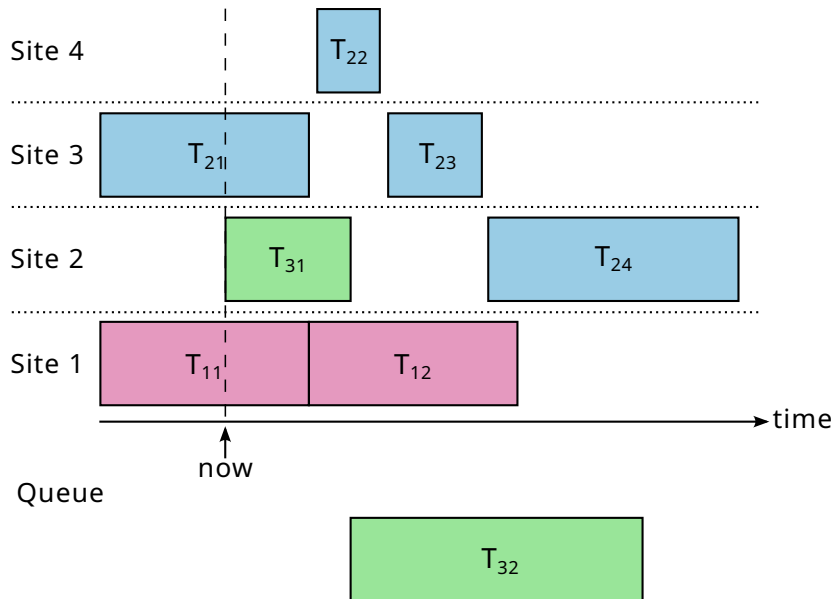 Site 4 T₂₂
Site 3 T₂₁ T₂₃
Site 2 T₃₁ T₂₄
Site 1 T₁₁ T₁₂
time
now
Queue
T₃₂